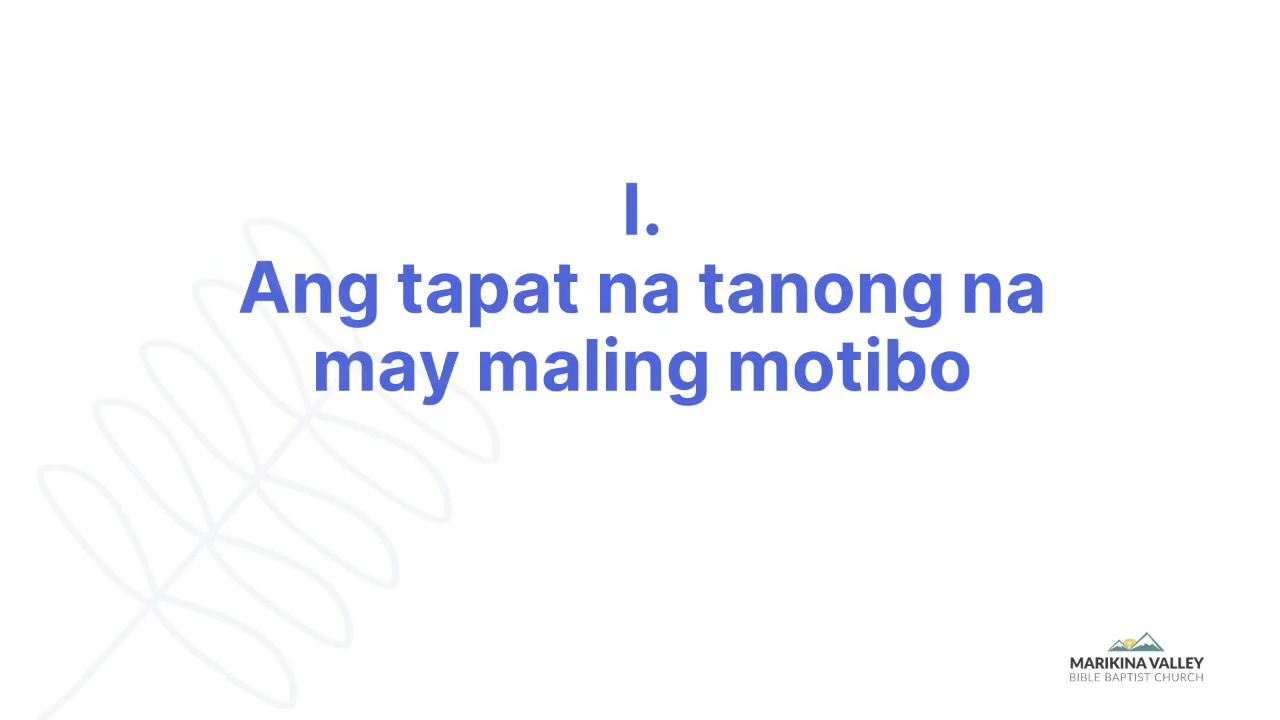 I.
Ang tapat na tanong na
may maling motibo
MARIKINA VALLEY
BIBLE BAPTIST CHURCH